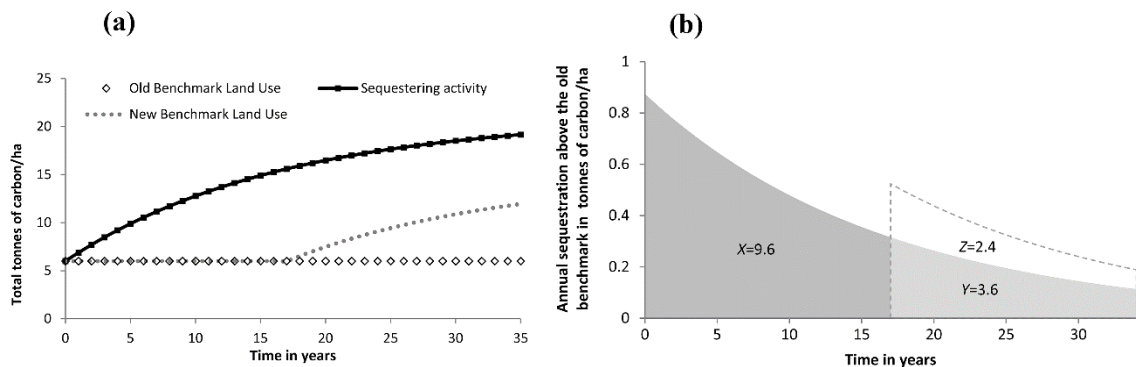 (a)
Total tonnes of carbon/ha
25
20
15
10
5
0
Old Benchmark Land Use
Sequestering activity
New Benchmark Land Use
0 5 10 15 20 25 30 35
Time in years
(b)
Annual sequestration above the old
benchmark in tonnes of carbon/ha
1
0.8
0.6
0.4
0.2
0
X=9.6
Z=2.4
Y=3.6
0 5 10 15 20 25 30
Time in years